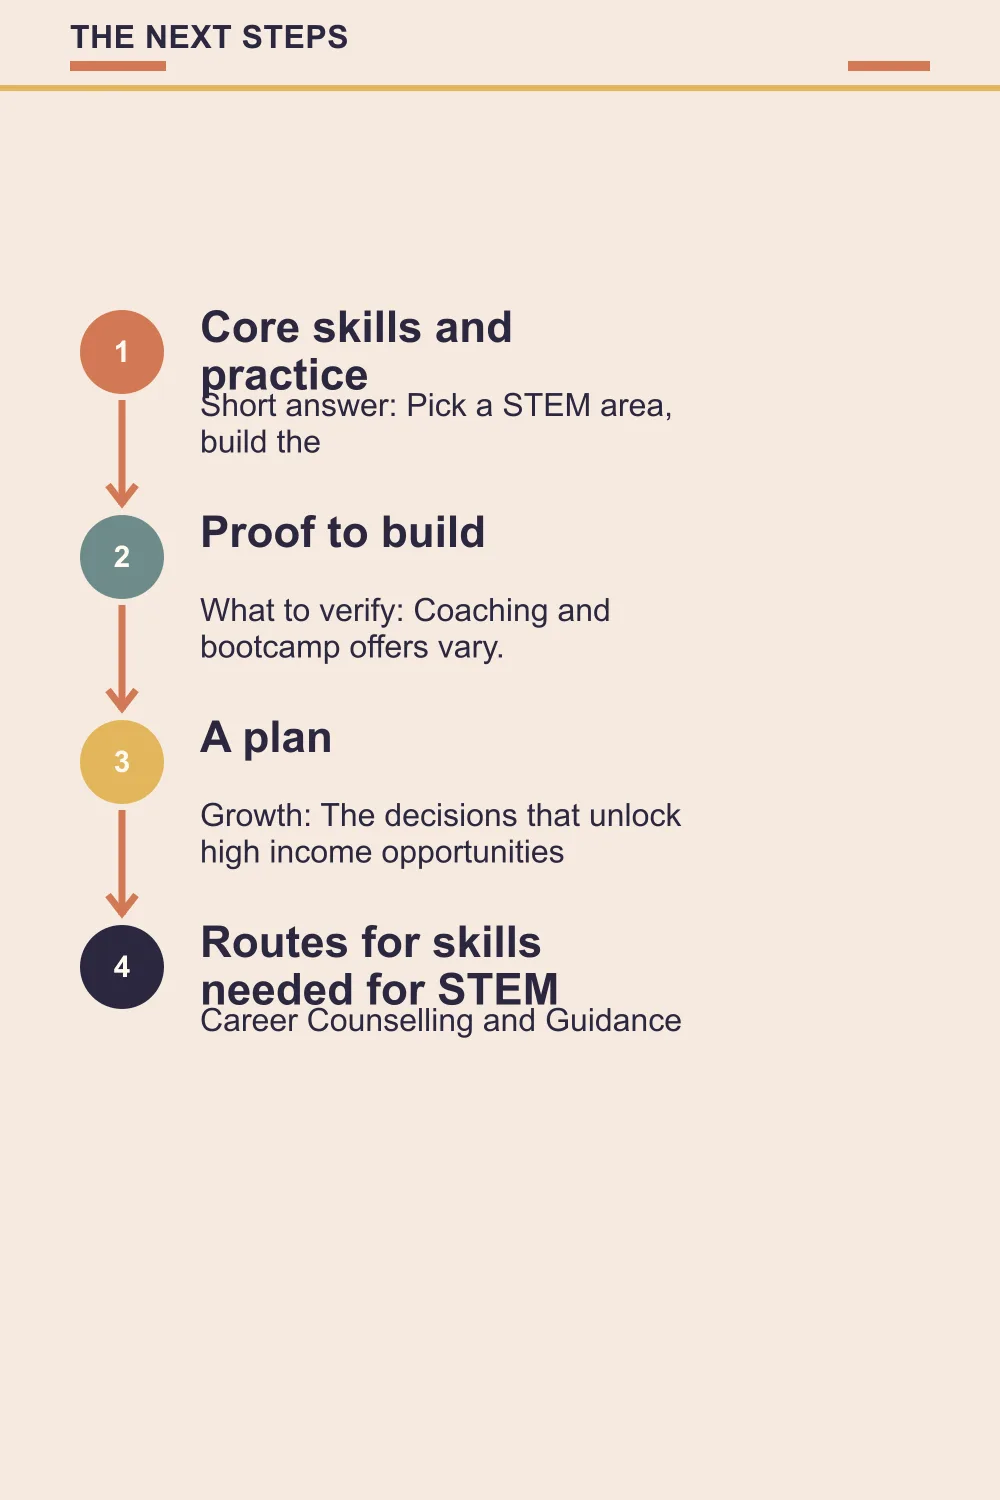 THE NEXT STEPS
1
Core skills and
practice
Short answer: Pick a STEM area,
build the
2
Proof to build
What to verify: Coaching and
bootcamp offers vary.
3
A plan
Growth: The decisions that unlock
high income opportunities
4
Routes for skills
needed for STEM
Career Counselling and Guidance